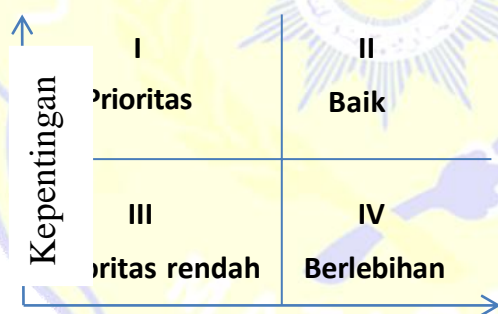 I
II
Prioritas
Baik
Kepentingan
III
IV
oritas rendah
Berlebihan